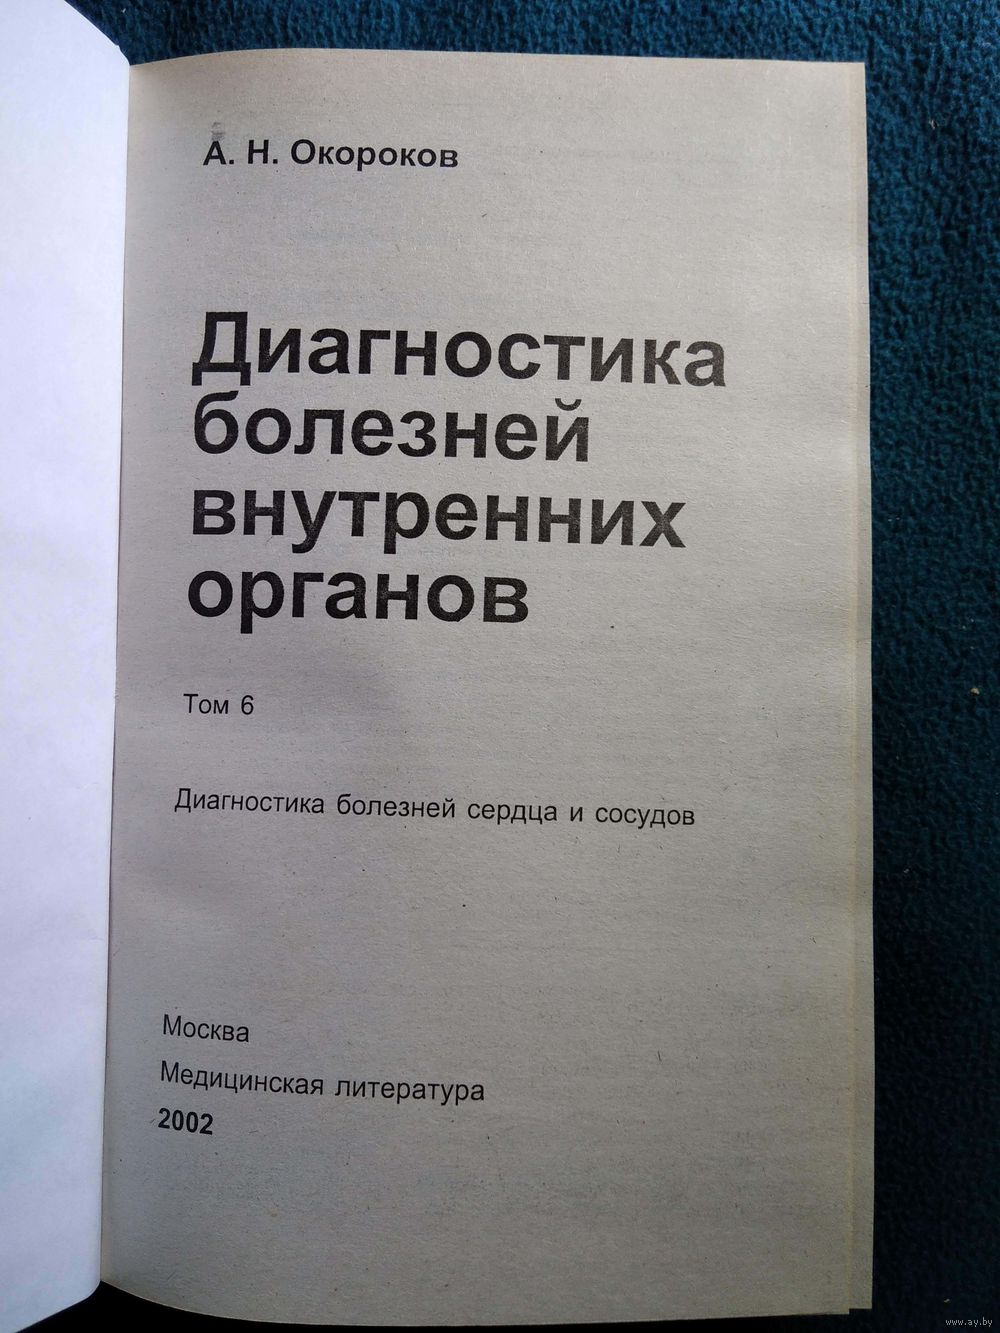 А. Н. Окороков
Диагностика
болезней
внутренних
органов
Том 6
Диагностика болезней сердца и сосудов
Москва
Медицинская литература
2002
www.ay.by